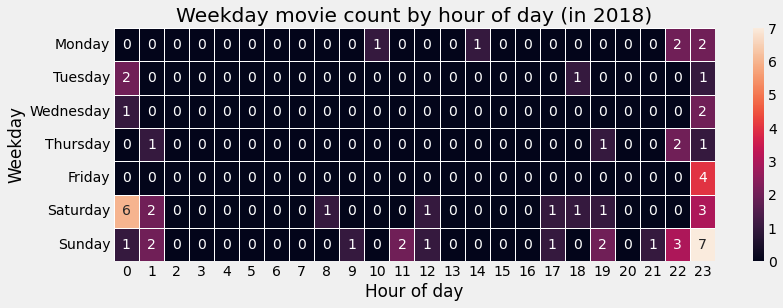 Weekday movie count by hour of day (in 2018)
Weekday
Monday 0 0 0 0 0 0 0 0 0 0 1 0 0 0 1 0 0 0 0 0 0 0 2 2
Tuesday 2 0 0 0 0 0 0 0 0 0 0 0 0 0 0 0 0 0 1 0 0 0 0 1
Wednesday 1 0 0 0 0 0 0 0 0 0 0 0 0 0 0 0 0 0 0 0 0 0 0 2
Thursday 0 1 0 0 0 0 0 0 0 0 0 0 0 0 0 0 0 0 0 1 0 0 2 1
Friday 0 0 0 0 0 0 0 0 0 0 0 0 0 0 0 0 0 0 0 0 0 0 0 4
Saturday 6 2 0 0 0 0 0 0 1 0 0 0 1 0 0 0 0 1 1 1 0 0 0 3
Sunday 1 2 0 0 0 0 0 0 0 1 0 2 1 0 0 0 0 1 0 2 0 1 3 7
0 1 2 3 4 5 6 7 8 9 10 11 12 13 14 15 16 17 18 19 20 21 22 23
Hour of day
7
6
5
4
3
2
1
0